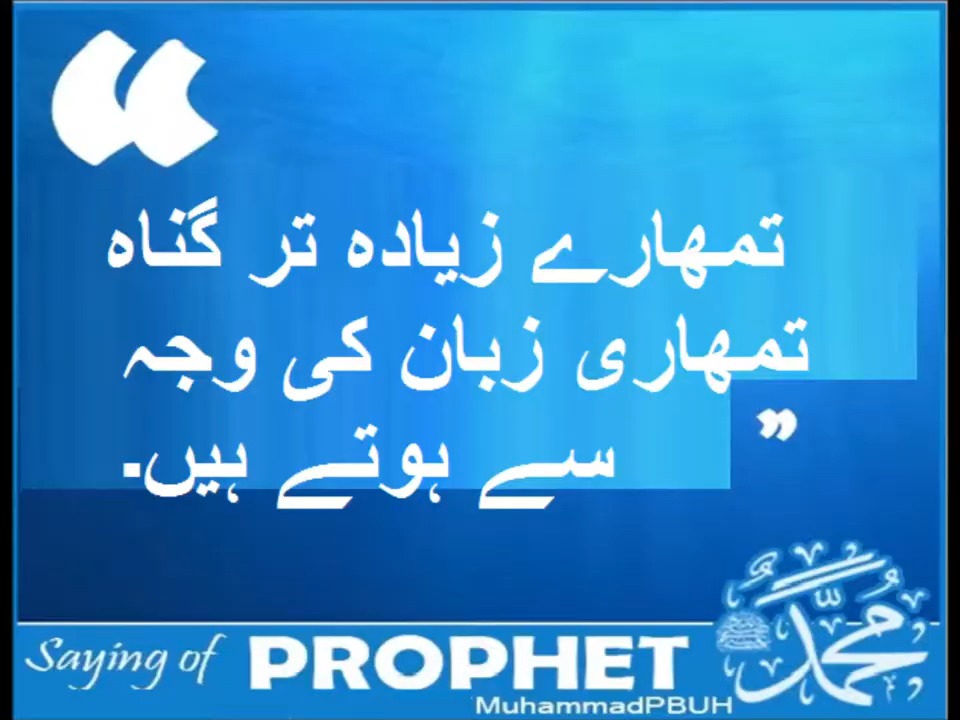 “
تمھارے زیادہ تر گناہ
تمھاری زبان کی وجہ
سے ہوتے ہیں.
”
Saying of PROPHET
MuhammadPBUH
محمد